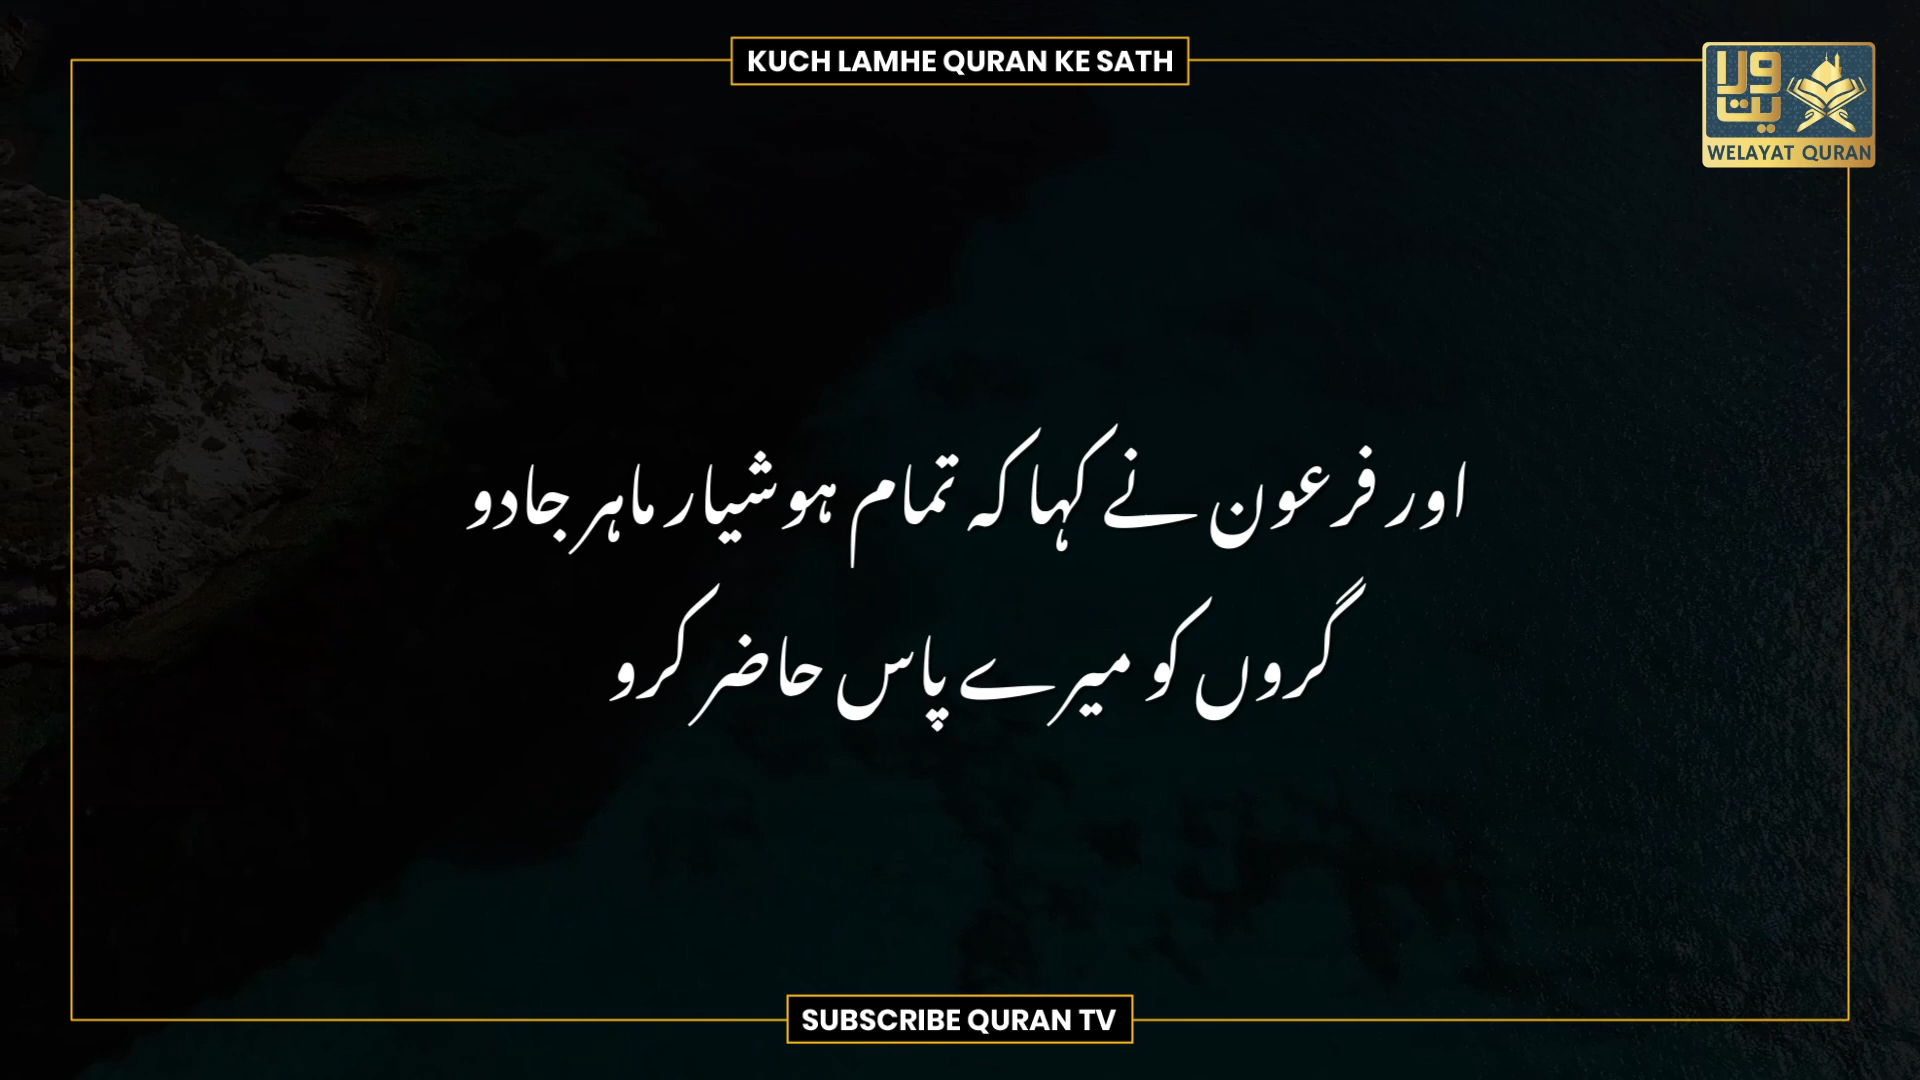 KUCH LAMHE QURAN KE SATH
ولایت
WELAYAT QURAN
اور فرعون نے کہا کہ تمام ہوشیار ماہر جادو
گروں کو میرے پاس حاضر کرو
SUBSCRIBE QURAN TV